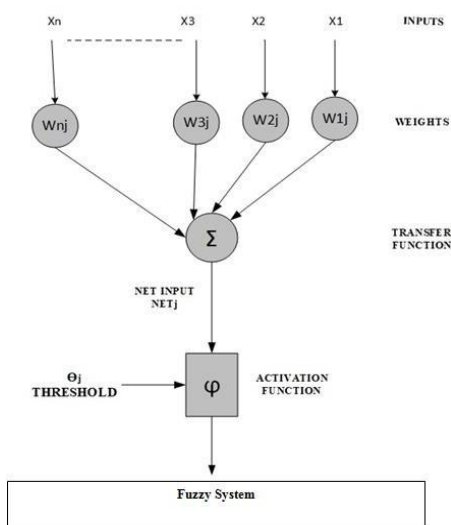 Xn X3 X2 X1 INPUTS
Wnj W3j W2j W1j WEIGHTS
Σ TRANSFER
FUNCTION
NET INPUT
NETj
Θj
THRESHOLD
φ
ACTIVATION
FUNCTION
Fuzzy System